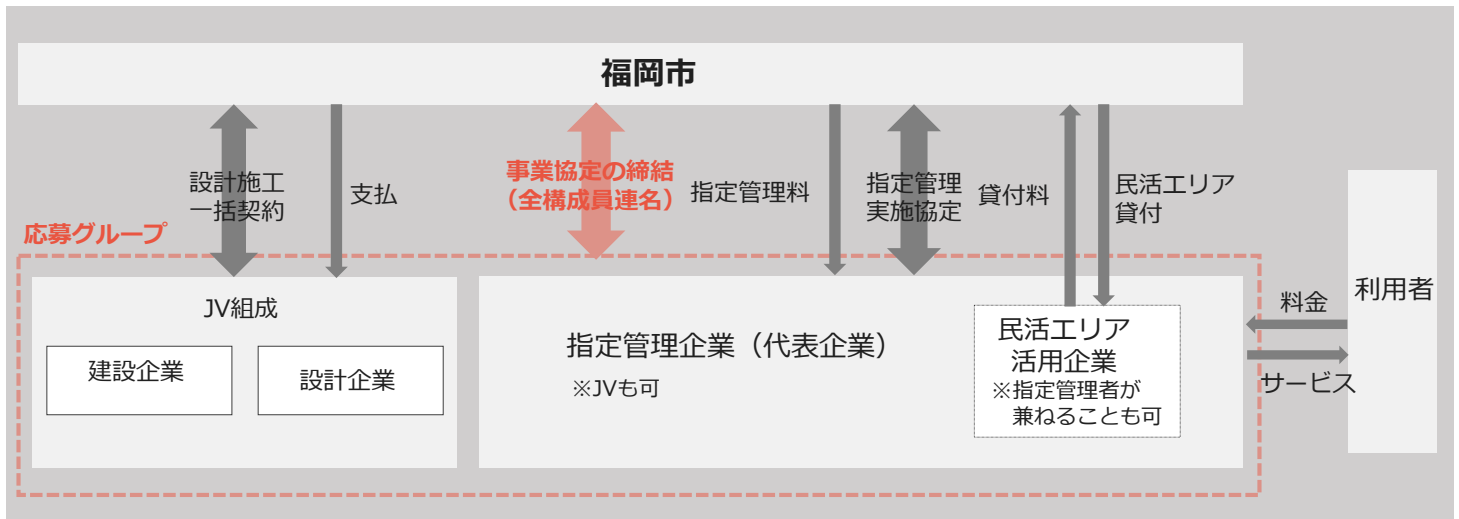 福岡市
設計施工
一括契約
支払
事業協定の締結
（全構成員連名）
指定管理料
指定管理
実施協定
貸付料
民活エリア
貸付
応募グループ
JV組成
建設企業
設計企業
指定管理企業（代表企業）
※JVも可
民活エリア
活用企業
※指定管理者が
兼ねることも可
料金
サービス
利用者